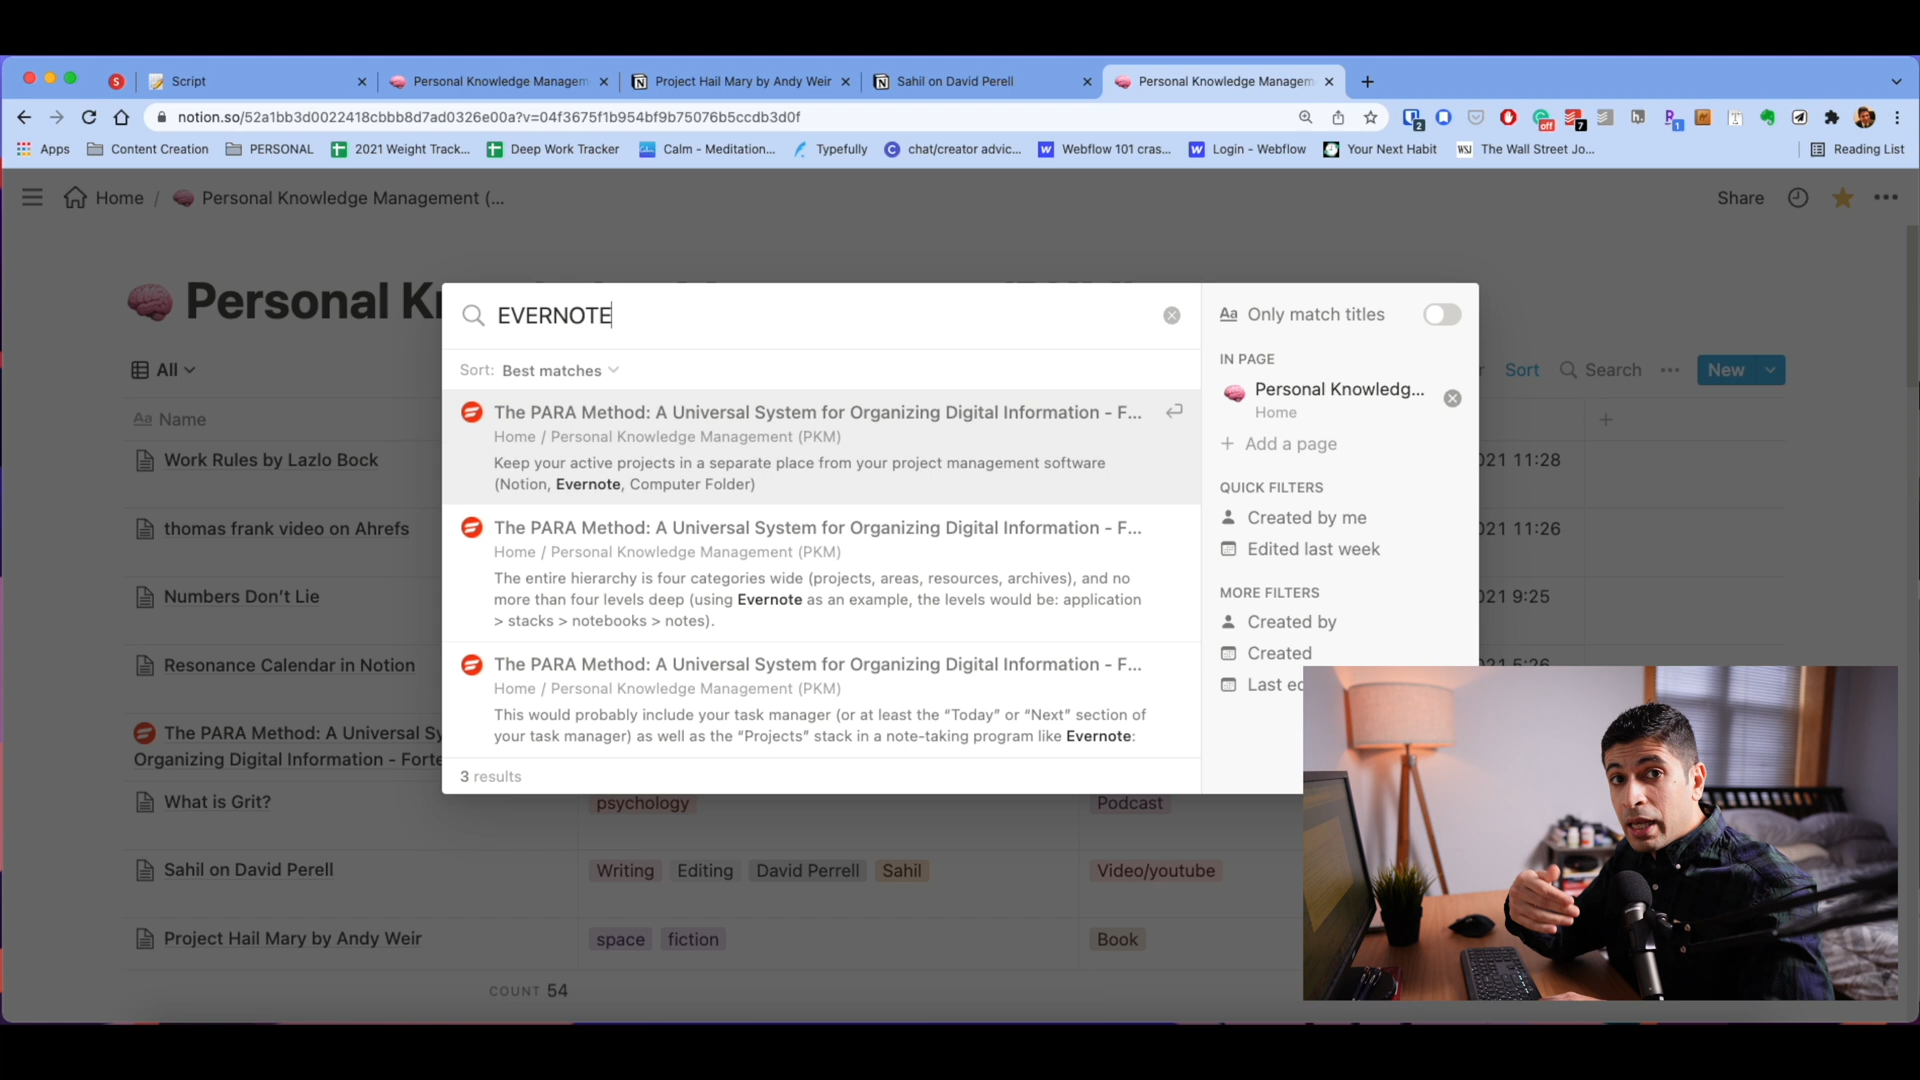 S
Script
Personal Knowledge Managem
Project Hail Mary by Andy Weir
Sahil on David Perell
Personal Knowledge Managem
notion.so/52a1bb3d0022418cbbb8d7ad0326e00a?v=04f3675f1b954bf9b75076b5ccdb3d0f
2
off
7
1
Apps
Content Creation
PERSONAL
2021 Weight Track...
Deep Work Tracker
Calm - Meditation...
Typefully
chat/creator advic...
Webflow 101 cras...
Login - Webflow
Your Next Habit
WSJ
The Wall Street Jo...
Reading List
Home / Personal Knowledge Management (...
Share
Personal K
All
Sort
Search
New
Aa Name
Work Rules by Lazlo Bock
021 11:28
thomas frank video on Ahrefs
021 11:26
Numbers Don't Lie
021 9:25
Resonance Calendar in Notion
021 5:26
The PARA Method: A Universal Sy
Organizing Digital Information - Forte
What is Grit?
psychology
Podcast
Sahil on David Perell
Writing Editing David Perrell Sahil
Video/youtube
Project Hail Mary by Andy Weir
space fiction
Book
COUNT 54
EVERNOTE
Sort: Best matches
The PARA Method: A Universal System for Organizing Digital Information - F...
Home / Personal Knowledge Management (PKM)
Keep your active projects in a separate place from your project management software
(Notion, Evernote, Computer Folder)
The PARA Method: A Universal System for Organizing Digital Information - F...
Home / Personal Knowledge Management (PKM)
The entire hierarchy is four categories wide (projects, areas, resources, archives), and no
more than four levels deep (using Evernote as an example, the levels would be: application
> stacks > notebooks > notes).
The PARA Method: A Universal System for Organizing Digital Information - F...
Home / Personal Knowledge Management (PKM)
This would probably include your task manager (or at least the “Today” or “Next” section of
your task manager) as well as the “Projects” stack in a note-taking program like Evernote:
3 results
Aa Only match titles
IN PAGE
Personal Knowledg...
Home
Add a page
QUICK FILTERS
Created by me
Edited last week
MORE FILTERS
Created by
Created
Last ed